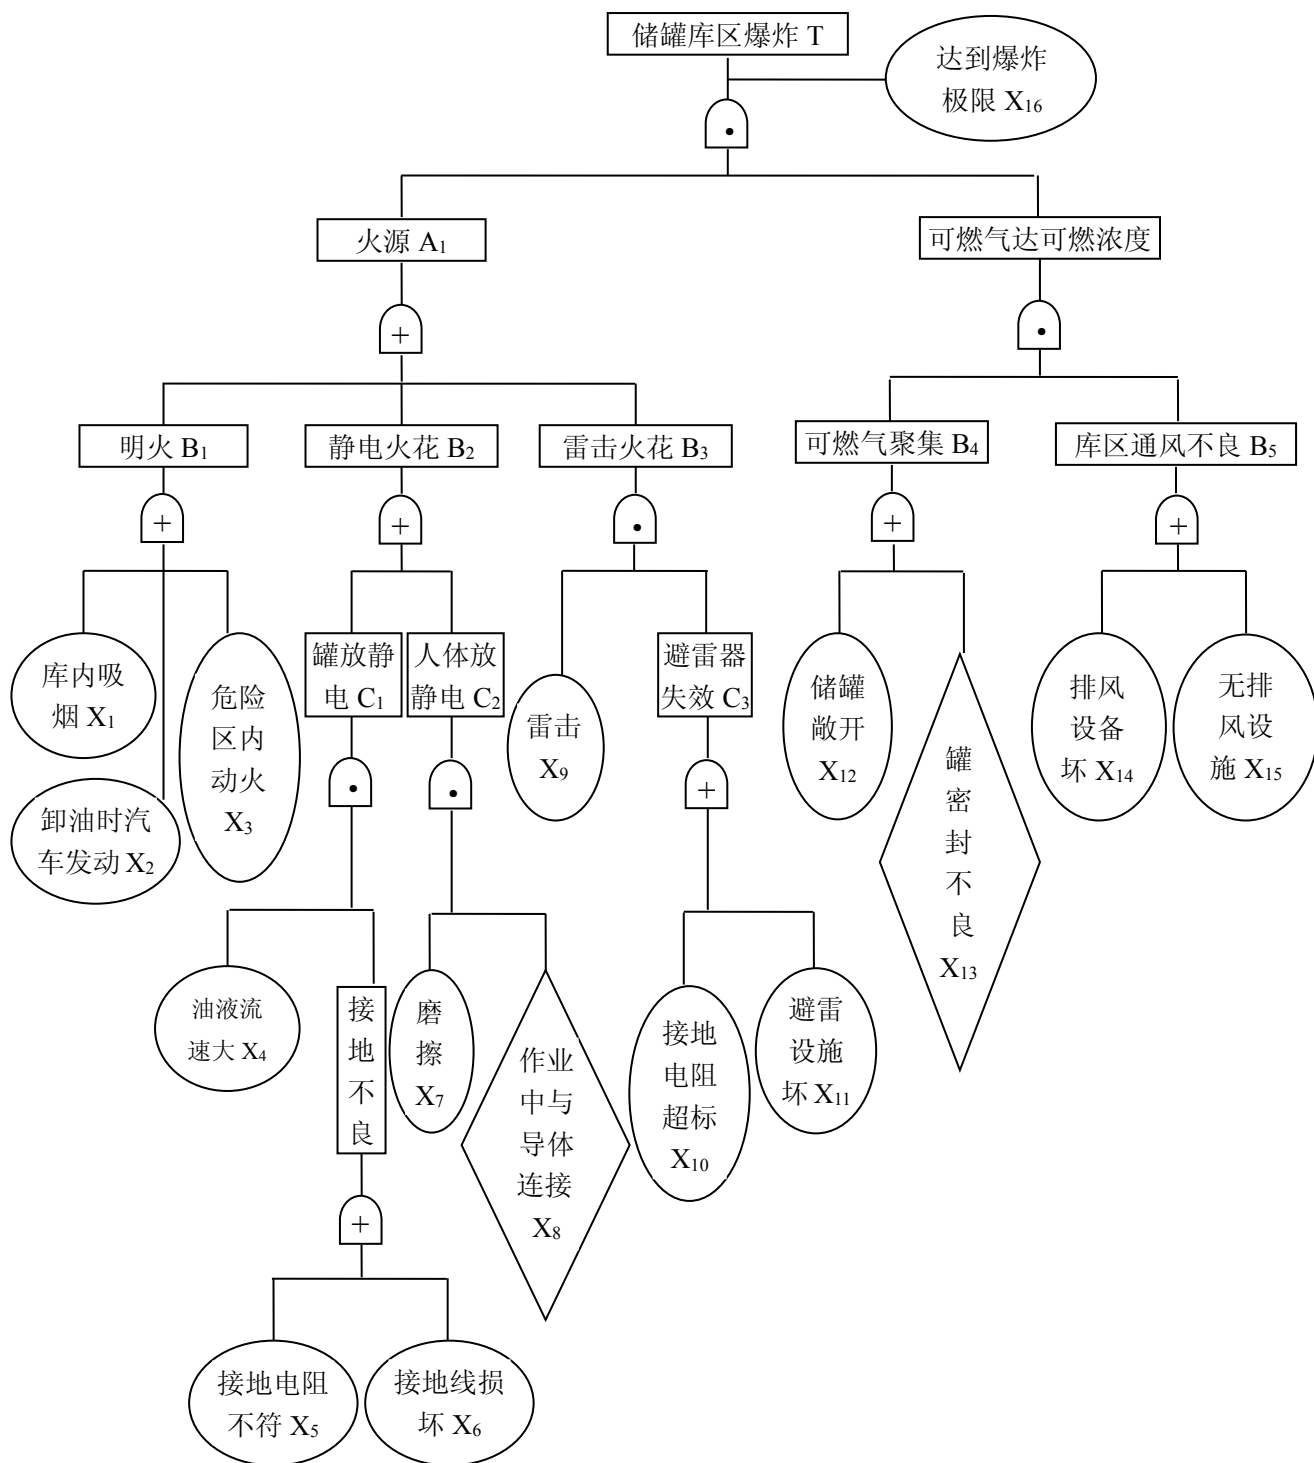 储罐库区爆炸 T
达到爆炸
极限 X₁₆
·
火源 A₁
可燃气达可燃浓度
+
·
明火 B₁
静电火花 B₂
雷击火花 B₃
可燃气聚集 B₄
库区通风不良 B₅
+
+
·
+
+
库内吸
烟 X₁
卸油时汽
车发动 X₂
危险
区内
动火
X₃
罐放静
电 C₁
人体放
静电 C₂
雷击
X₉
避雷器
失效 C₃
储罐
敞开
X₁₂
罐
密
封
不
良
X₁₃
排风
设备
坏 X₁₄
无排
风设
施 X₁₅
·
·
+
油液流
速大 X₄
接
地
不
良
磨
擦
X₇
作业
中与
导体
连接
X₈
接地
电阻
超标
X₁₀
避雷
设施
坏 X₁₁
+
接地电阻
不符 X₅
接地线损
坏 X₆